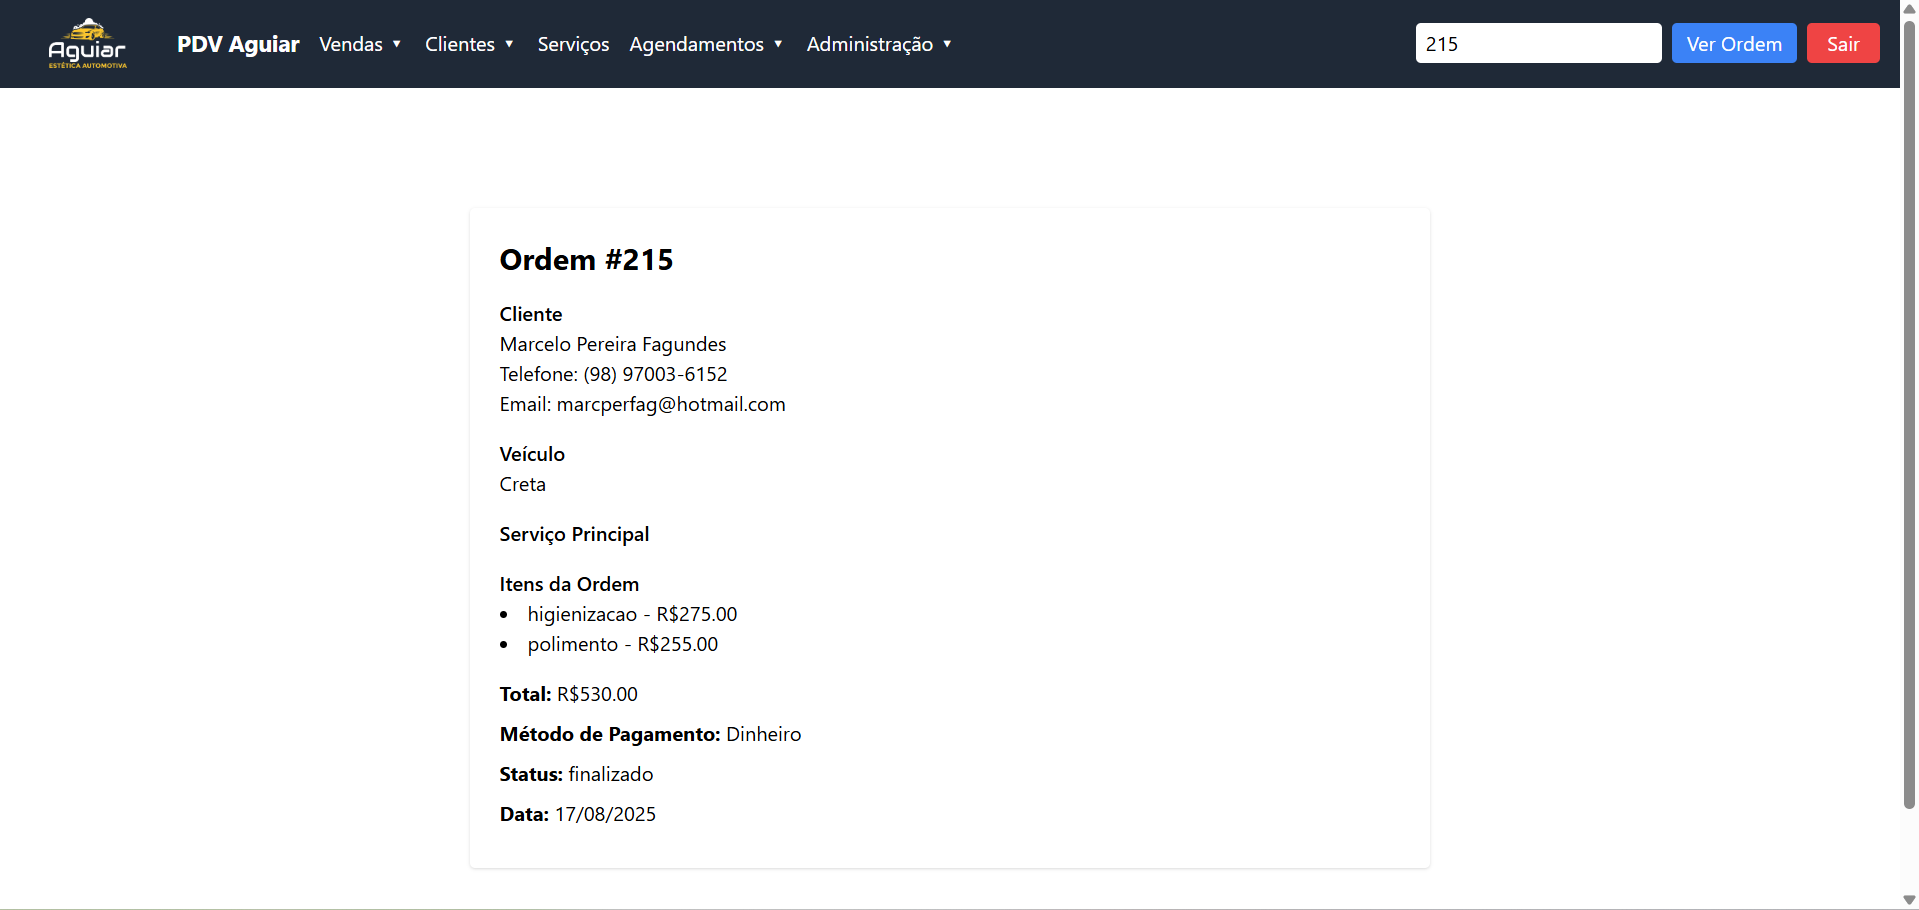 Aguiar
ESTÉTICA AUTOMOTIVA
PDV Aguiar Vendas ▼ Clientes ▼ Serviços Agendamentos ▼ Administração ▼ 215 Ver Ordem Sair
Ordem #215
Cliente
Marcelo Pereira Fagundes
Telefone: (98) 97003-6152
Email: marcperfag@hotmail.com
Veículo
Creta
Serviço Principal
Itens da Ordem
• higienizacao - R$275.00
• polimento - R$255.00
Total: R$530.00
Método de Pagamento: Dinheiro
Status: finalizado
Data: 17/08/2025